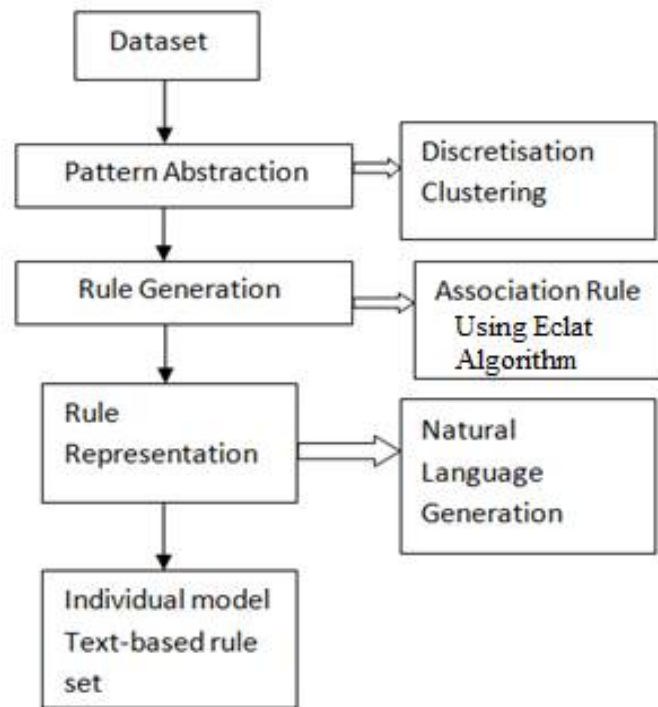 Dataset
Pattern Abstraction
Discretisation
Clustering
Rule Generation
Association Rule
Using Eclat
Algorithm
Rule
Representation
Natural
Language
Generation
Individual model
Text-based rule
set